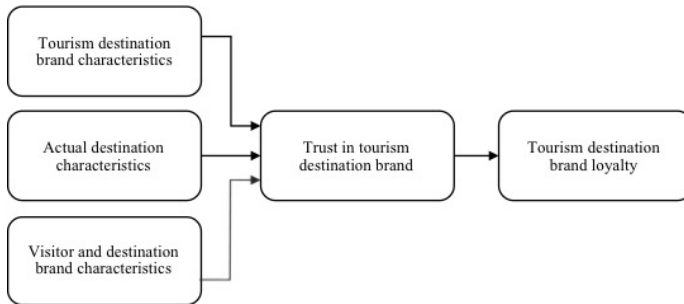 Tourism destination
brand characteristics
Actual destination
characteristics
Visitor and destination
brand characteristics
Trust in tourism
destination brand
Tourism destination
brand loyalty